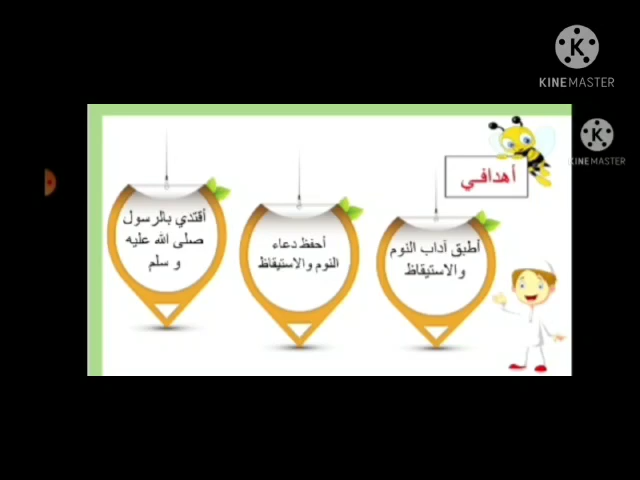 KINEMASTER
KINEMASTER
أهدافي
أطبق آداب النوم
والاستيقاظ
أحفظ دعاء
النوم والاستيقاظ
أقتدي بالرسول
صلى الله عليه
و سلم